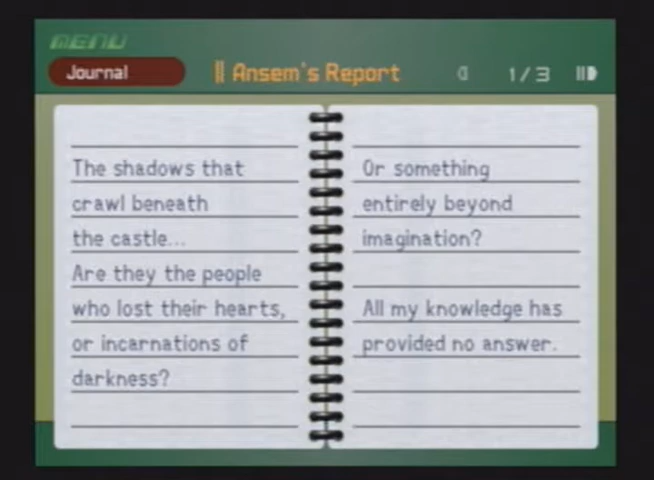 MENU
Journal
Ansem's Report
1/3
The shadows that
crawl beneath
the castle...
Are they the people
who lost their hearts,
or incarnations of
darkness?
Or something
entirely beyond
imagination?
All my knowledge has
provided no answer.